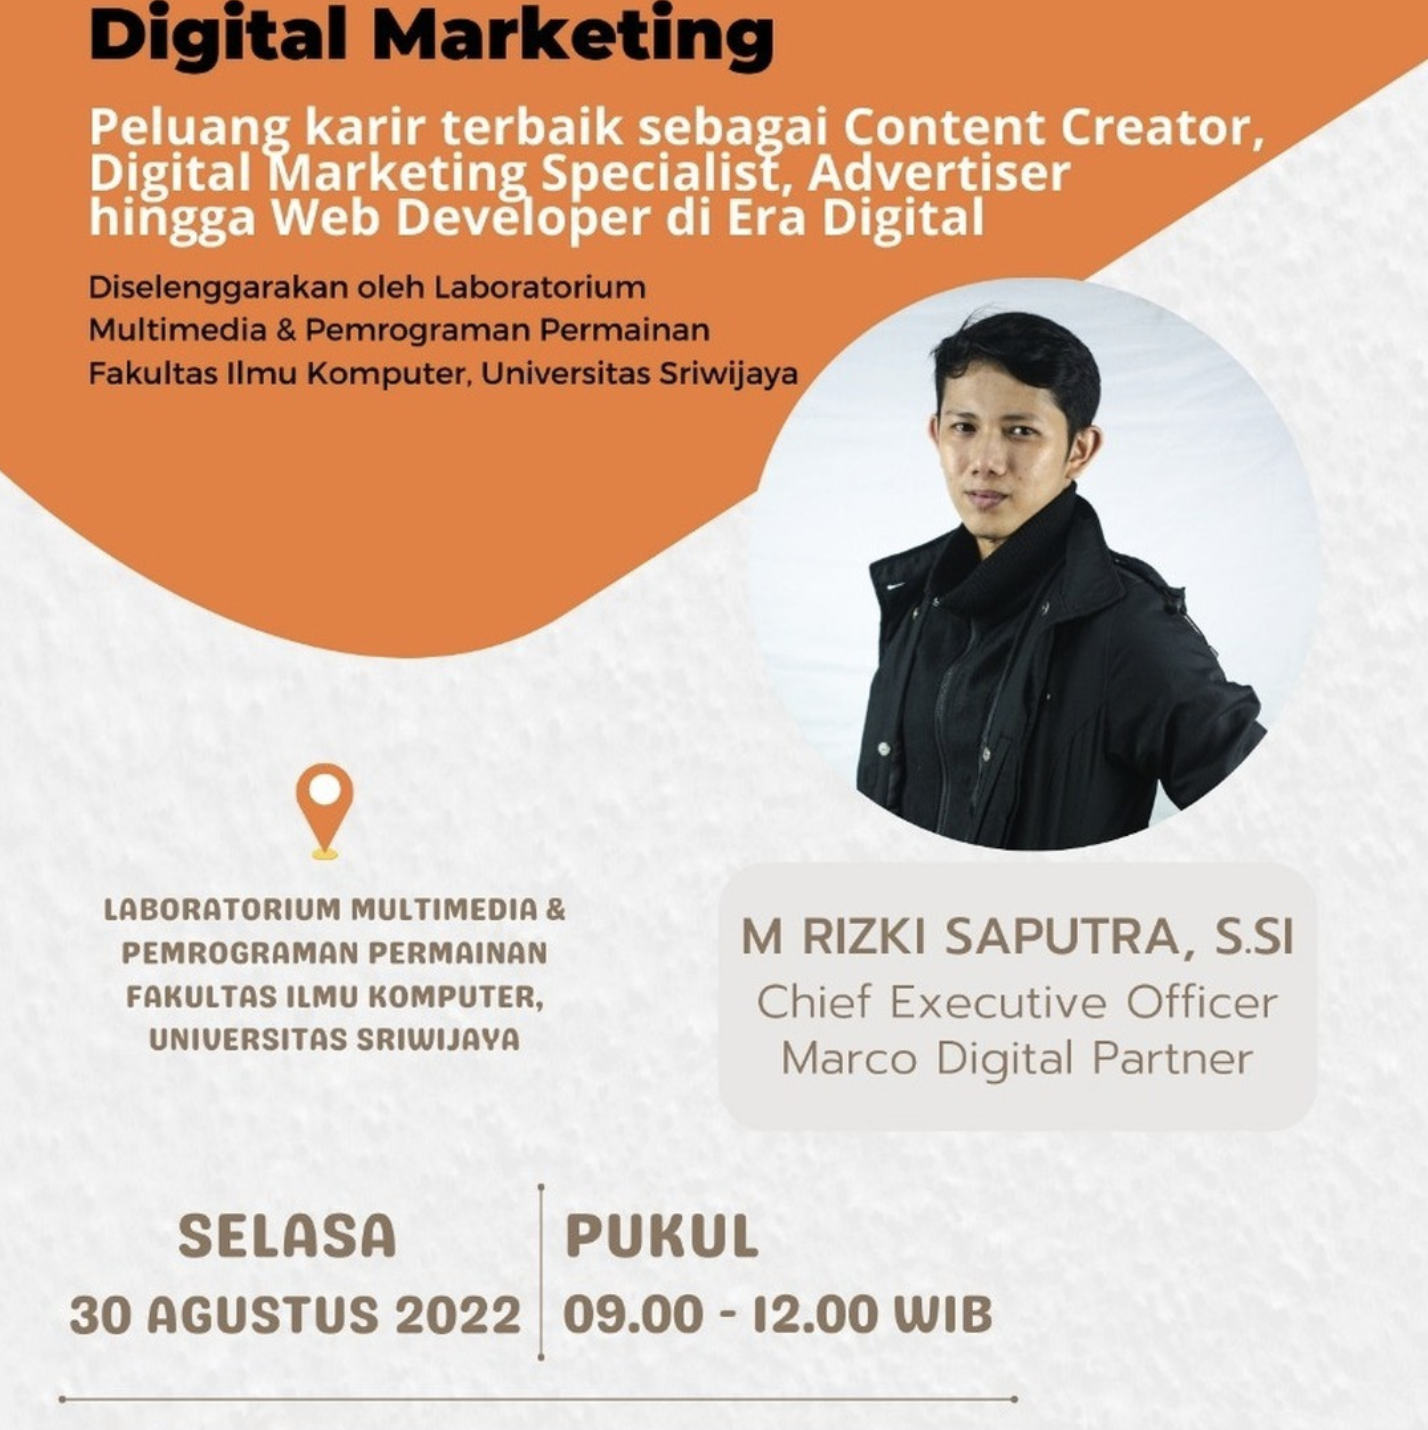 Digital Marketing
Peluang karir terbaik sebagai Content Creator,
Digital Marketing Specialist, Advertiser
hingga Web Developer di Era Digital
Diselenggarakan oleh Laboratorium
Multimedia & Pemrograman Permainan
Fakultas Ilmu Komputer, Universitas Sriwijaya
LABORATORIUM MULTIMEDIA &
PEMROGRAMAN PERMAINAN
FAKULTAS ILMU KOMPUTER,
UNIVERSITAS SRIWIJAYA
M RIZKI SAPUTRA, S.SI
Chief Executive Officer
Marco Digital Partner
SELASA
30 AGUSTUS 2022
PUKUL
09.00 - 12.00 WIB